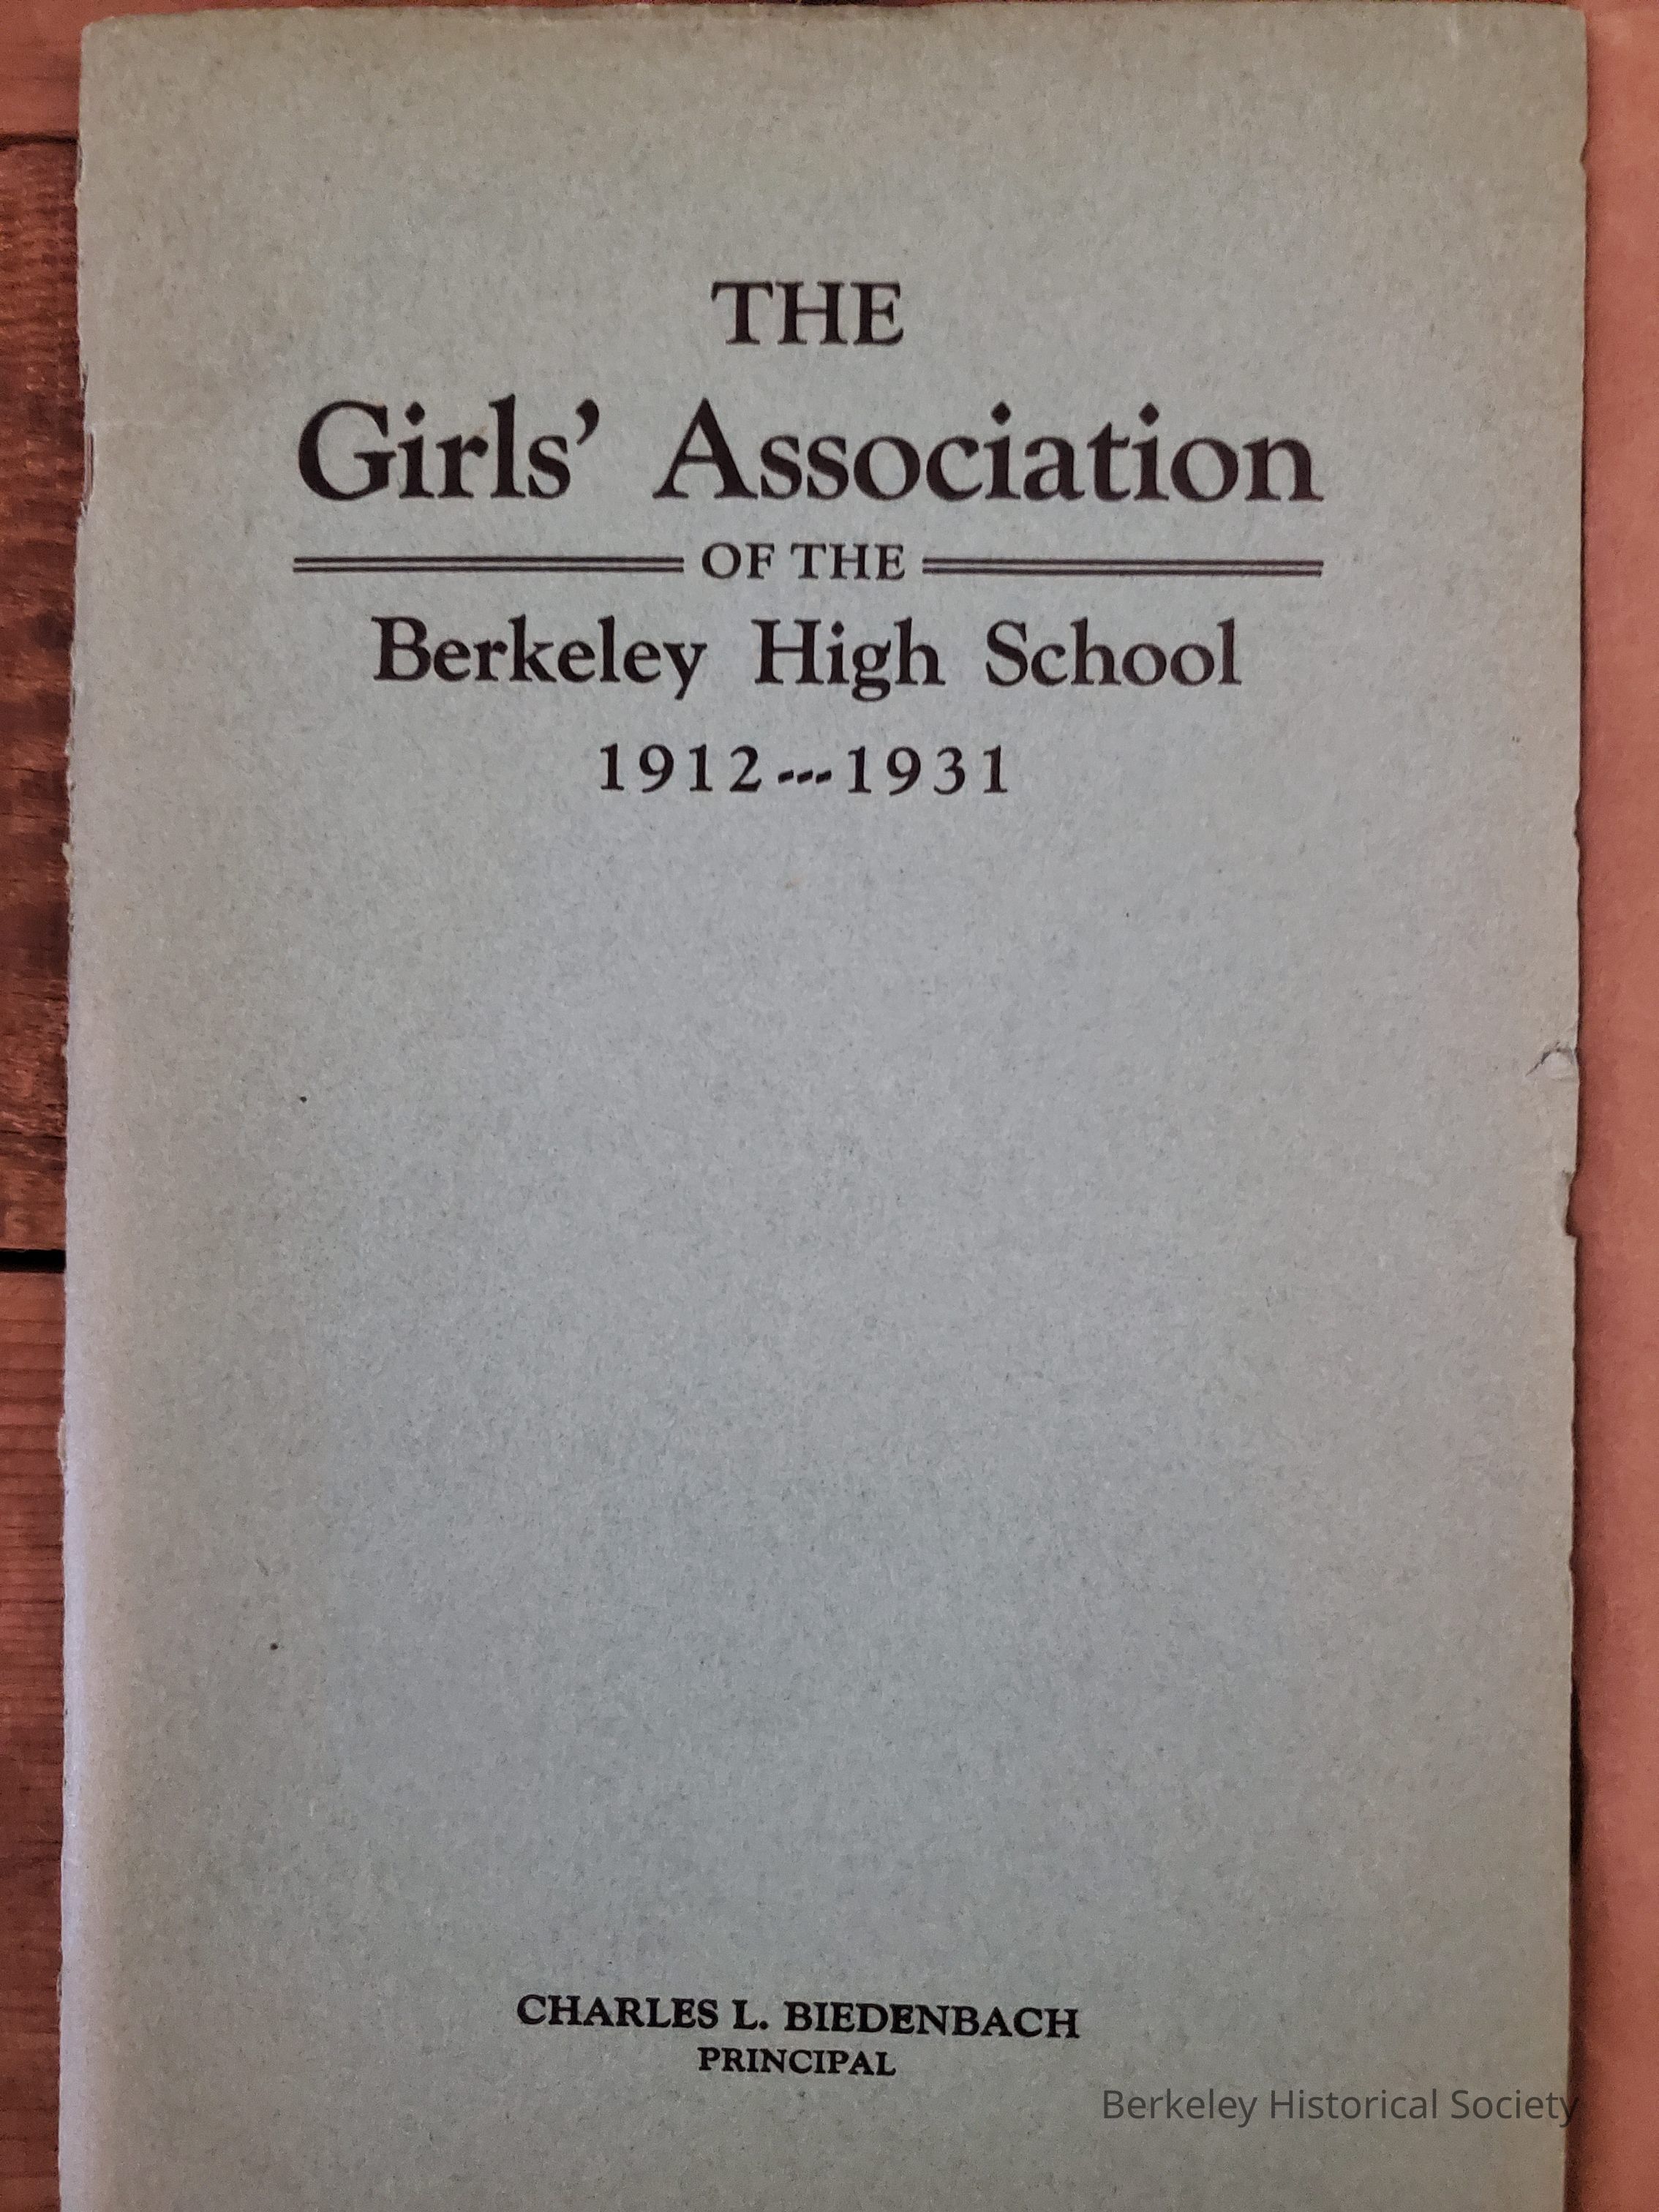 THE
Girls’ Association
OF THE
Berkeley High School
1912---1931
CHARLES L. BIEDENBACH
PRINCIPAL
Berkeley Historical Society